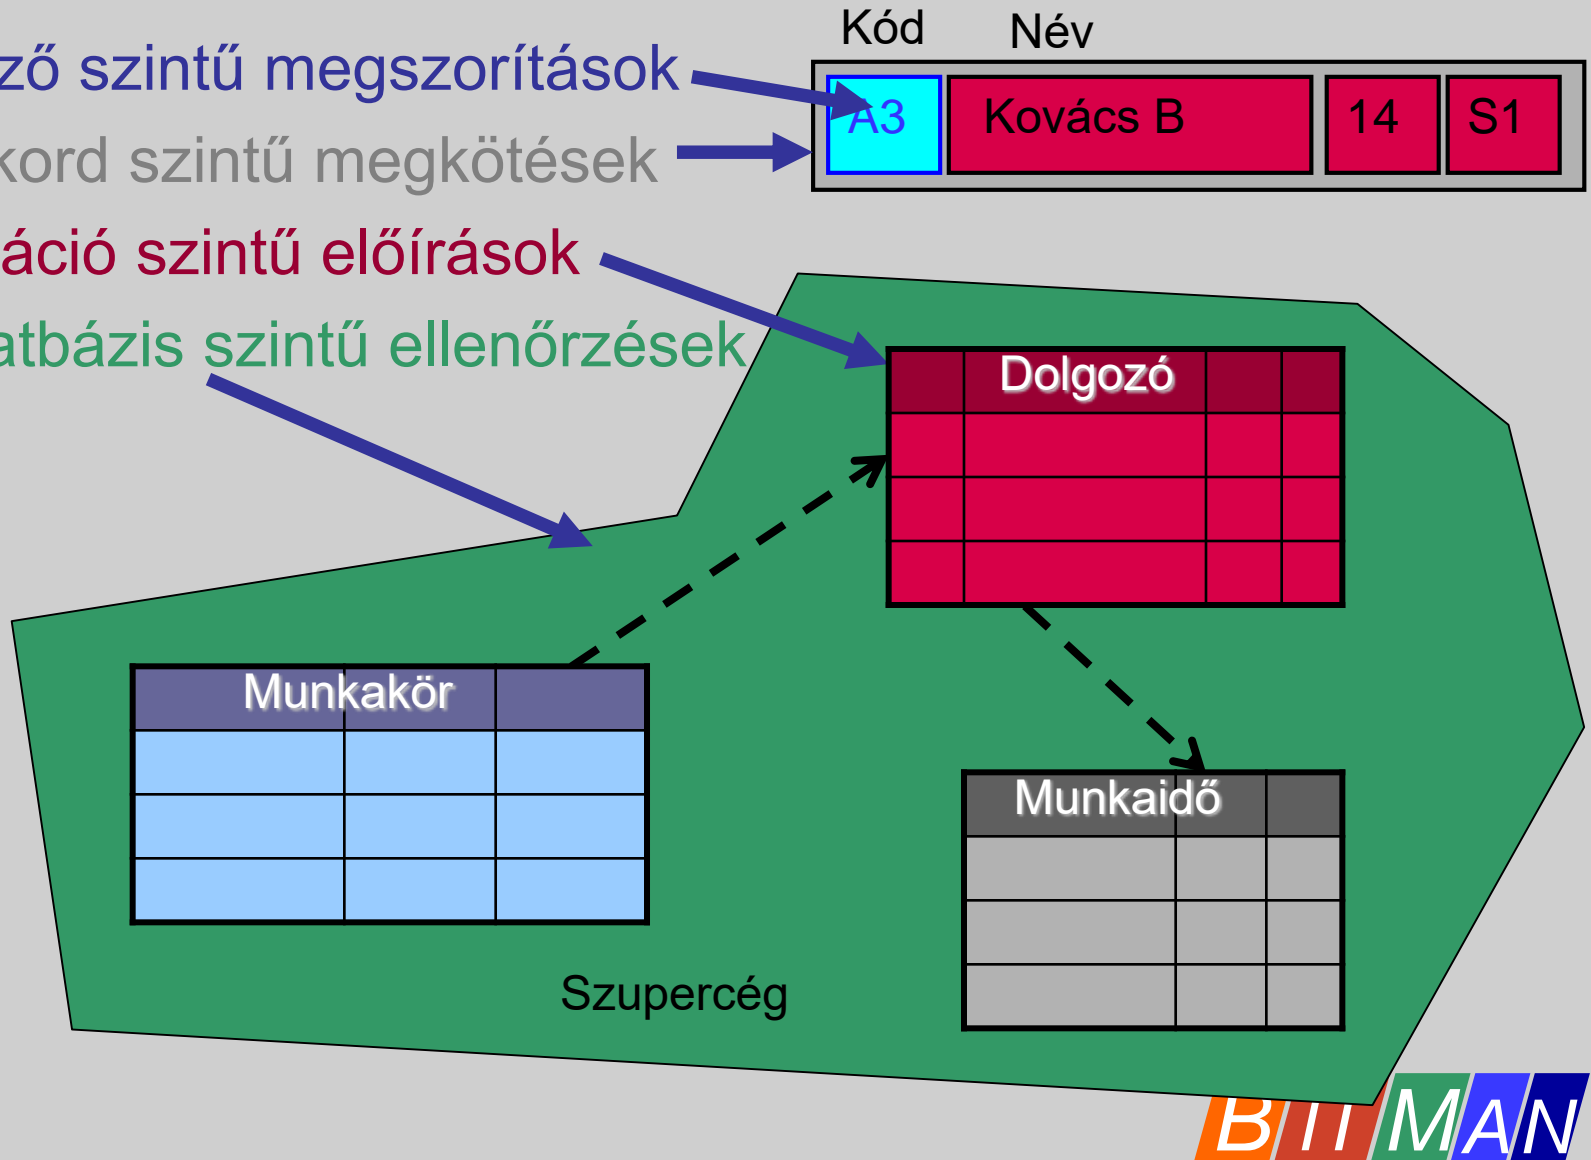 Kód Név
ző szintű megszorítások
A3 Kovács B 14 S1
kord szintű megkötések
áció szintű előírások
atbázis szintű ellenőrzések
Dolgozó
Munkakör
Munkaidő
Szupercég
BITMAN